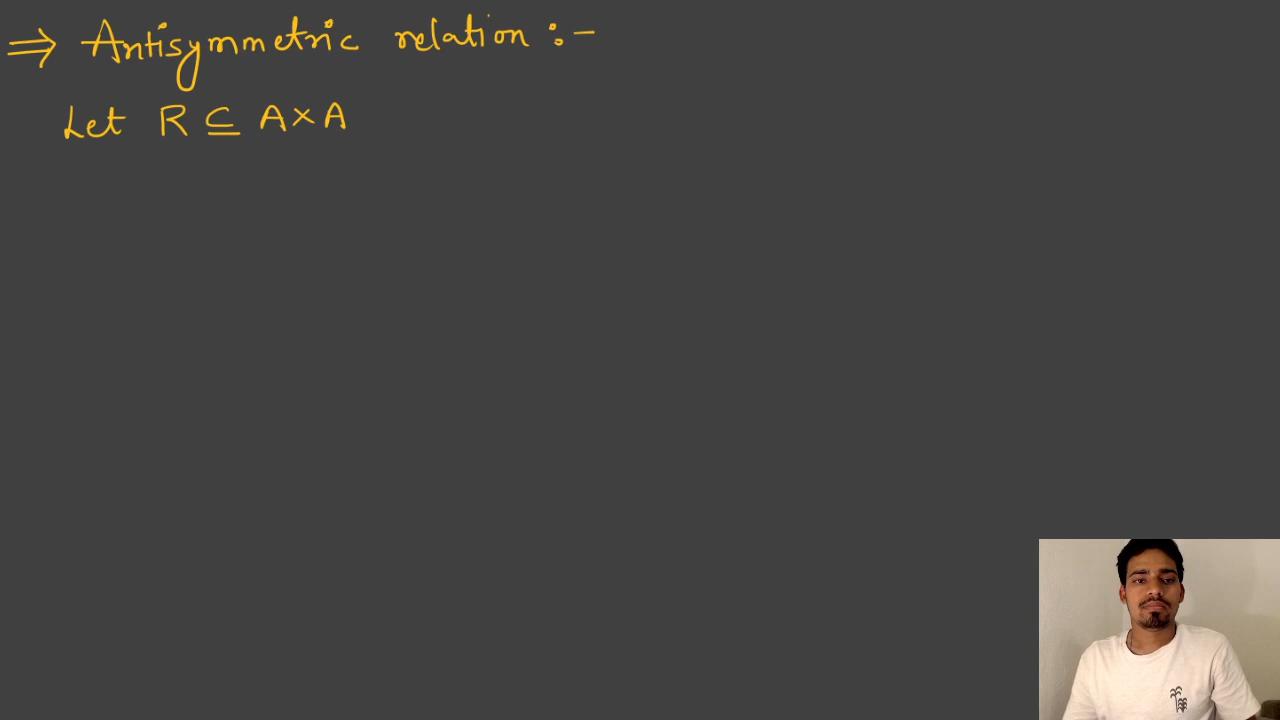 ⇒ Antisymmetric relation :-
Let R ⊆ A×A